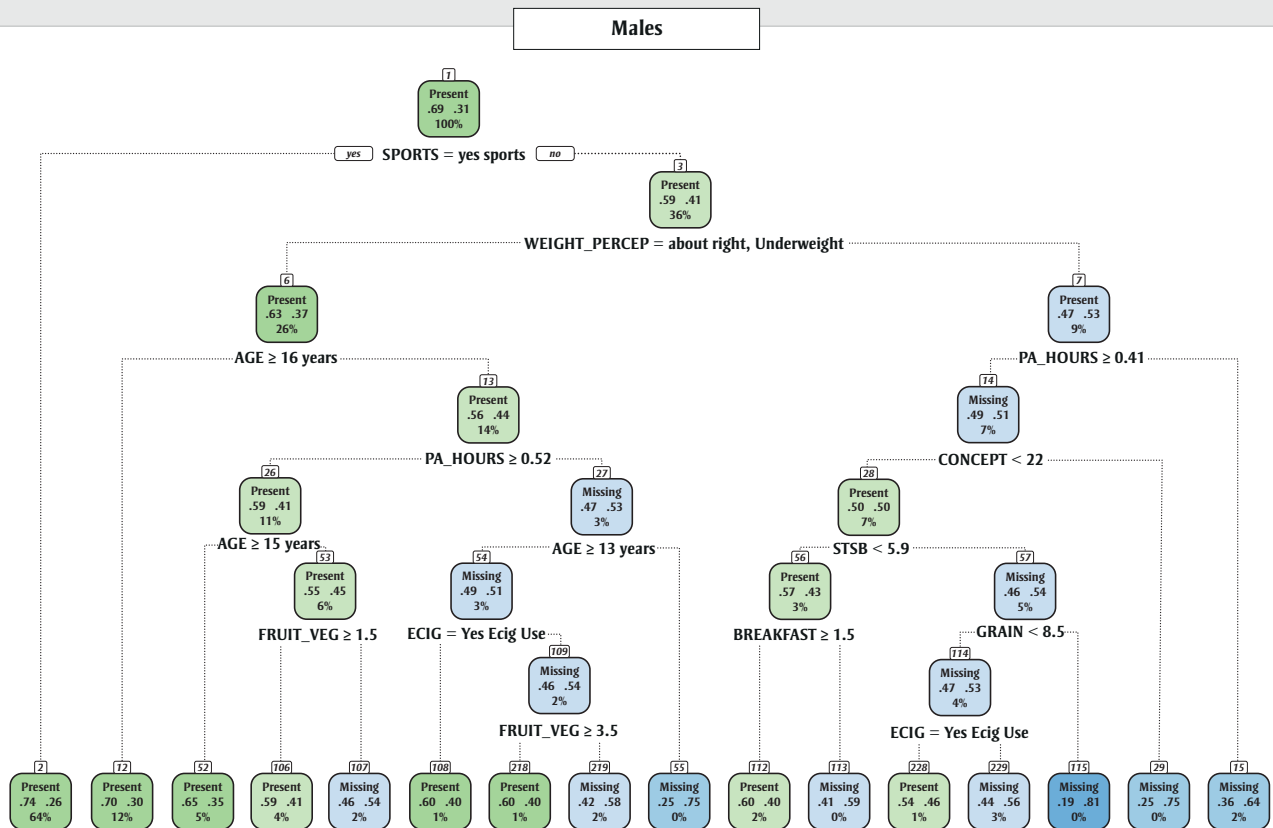 Males
1
Present
.69 .31
100%
yes SPORTS = yes sports no
3
Present
.59 .41
36%
WEIGHT_PERCEP = about right, Underweight
6
Present
.63 .37
26%
7
Present
.47 .53
9%
AGE ≥ 16 years
PA_HOURS ≥ 0.41
13
Present
.56 .44
14%
14
Missing
.49 .51
7%
PA_HOURS ≥ 0.52
CONCEPT < 22
26
Present
.59 .41
11%
27
Missing
.47 .53
3%
28
Present
.50 .50
7%
AGE ≥ 15 years
AGE ≥ 13 years
STSB < 5.9
53
Present
.55 .45
6%
54
Missing
.49 .51
3%
56
Present
.57 .43
3%
57
Missing
.46 .54
5%
FRUIT_VEG ≥ 1.5
ECIG = Yes Ecig Use
BREAKFAST ≥ 1.5
GRAIN < 8.5
109
Missing
.46 .54
2%
114
Missing
.47 .53
4%
FRUIT_VEG ≥ 3.5
ECIG = Yes Ecig Use
2
Present
.74 .26
64%
12
Present
.70 .30
12%
52
Present
.65 .35
5%
106
Present
.59 .41
4%
107
Missing
.46 .54
2%
108
Present
.60 .40
1%
218
Present
.60 .40
1%
219
Missing
.42 .58
2%
55
Missing
.25 .75
0%
112
Present
.60 .40
2%
113
Missing
.41 .59
0%
228
Present
.54 .46
1%
229
Missing
.44 .56
3%
115
Missing
.19 .81
0%
29
Missing
.25 .75
0%
15
Missing
.36 .64
2%